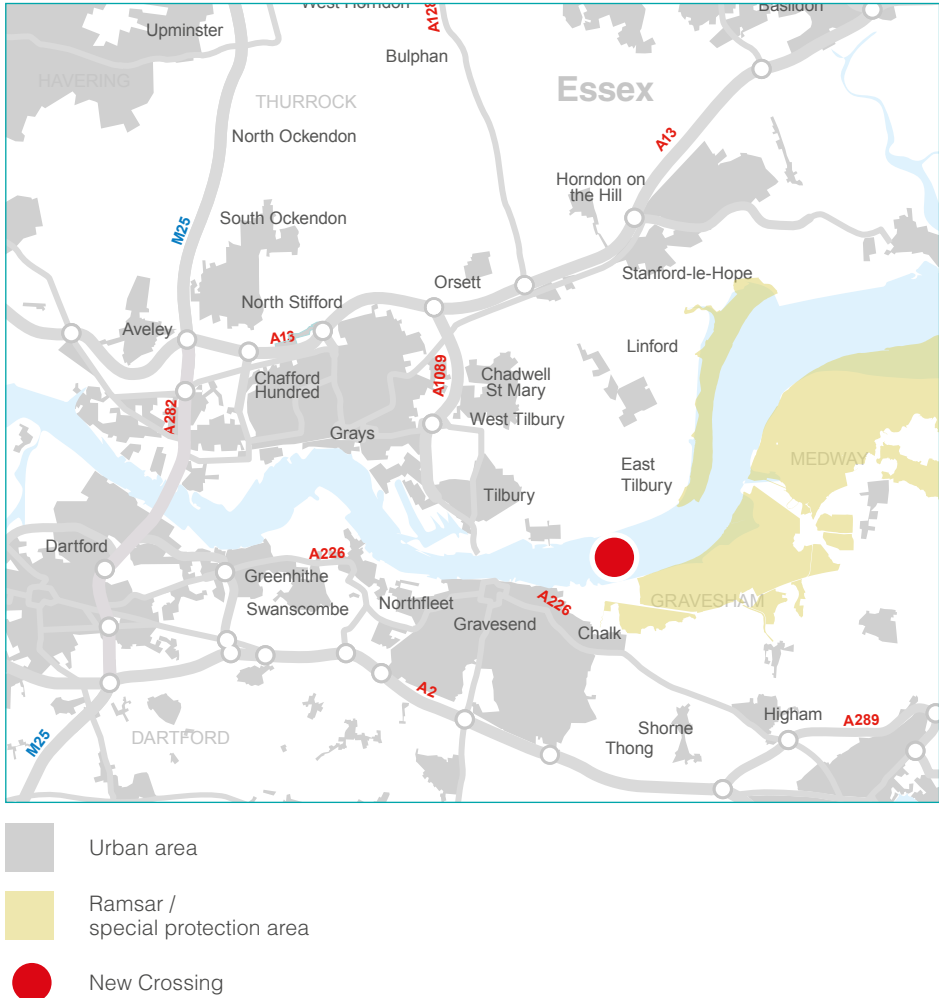 West Horndon
A128
Basildon
Upminster
Bulphan
HAVERING
THURROCK
Essex
North Ockendon
A13
Horndon on
the Hill
M25
South Ockendon
Stanford-le-Hope
Orsett
North Stifford
Aveley
A13
Linford
Chafford
Hundred
A1089
Chadwell
St Mary
A282
West Tilbury
Grays
MEDWAY
East
Tilbury
Tilbury
Dartford
A226
Greenhithe
Swanscombe
Northfleet
A226
GRAVESHAM
Gravesend
Chalk
A2
Higham
A289
Shorne
Thong
M25
DARTFORD
Urban area
Ramsar /
special protection area
New Crossing